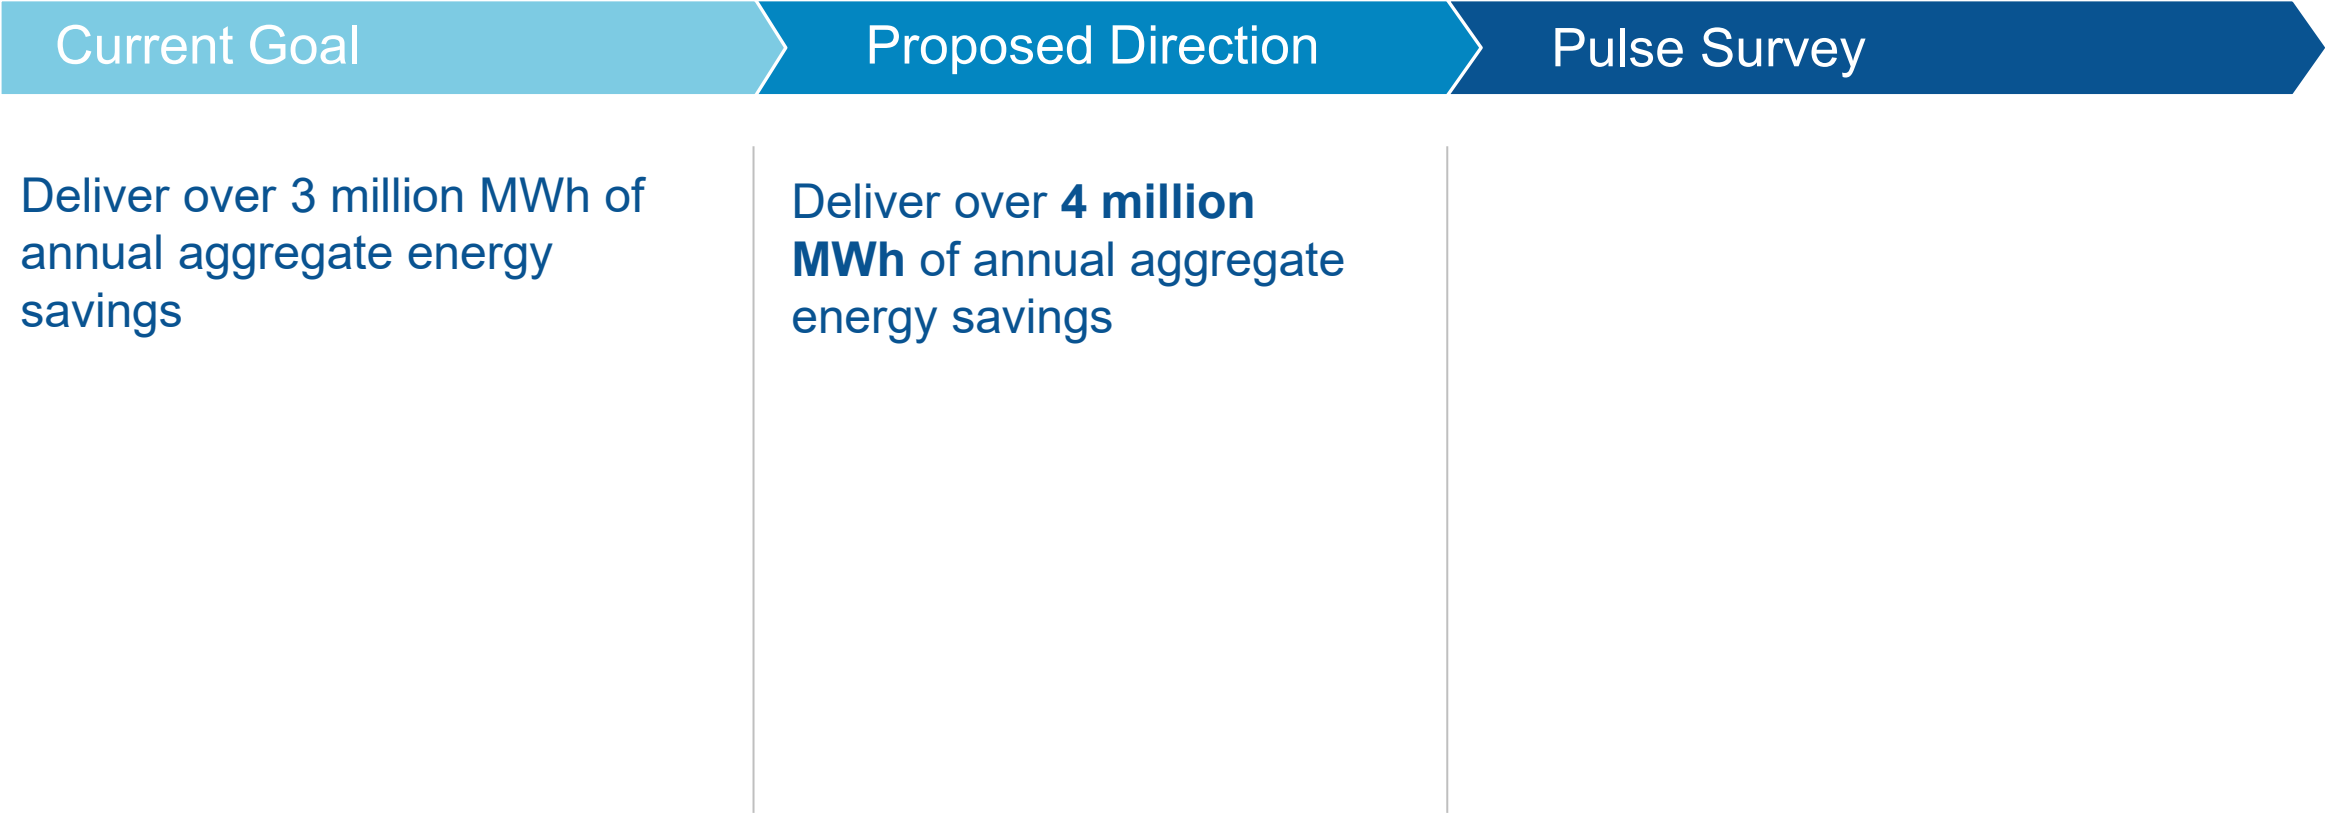 Current Goal
Proposed Direction
Pulse Survey
Deliver over 3 million MWh of
annual aggregate energy
savings
Deliver over 4 million
MWh of annual aggregate
energy savings